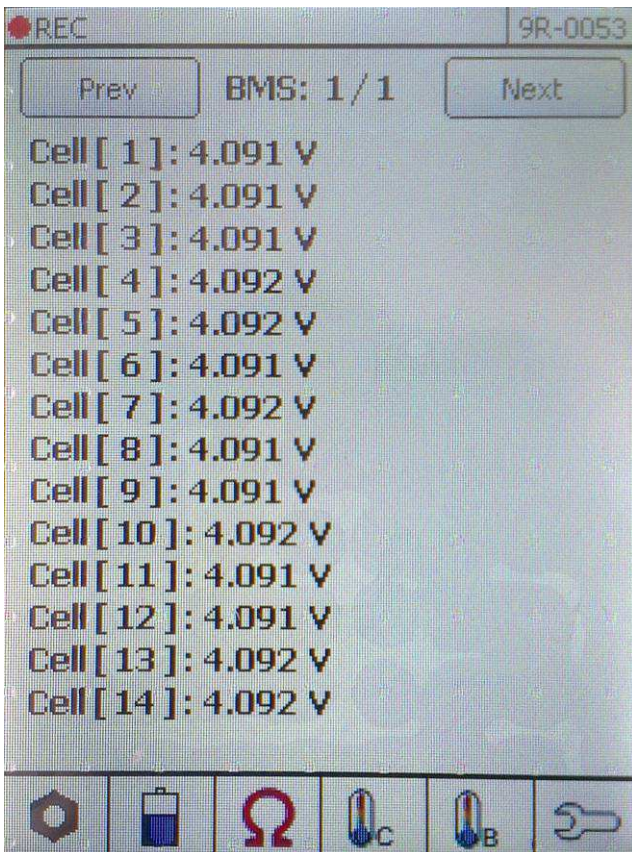 REC 9R-0053
Prev BMS: 1/1 Next
Cell[ 1 ]: 4.091 V
Cell[ 2 ]: 4.091 V
Cell[ 3 ]: 4.091 V
Cell[ 4 ]: 4.092 V
Cell[ 5 ]: 4.092 V
Cell[ 6 ]: 4.091 V
Cell[ 7 ]: 4.092 V
Cell[ 8 ]: 4.091 V
Cell[ 9 ]: 4.091 V
Cell[ 10 ]: 4.092 V
Cell[ 11 ]: 4.091 V
Cell[ 12 ]: 4.091 V
Cell[ 13 ]: 4.092 V
Cell[ 14 ]: 4.092 V
Ω C B